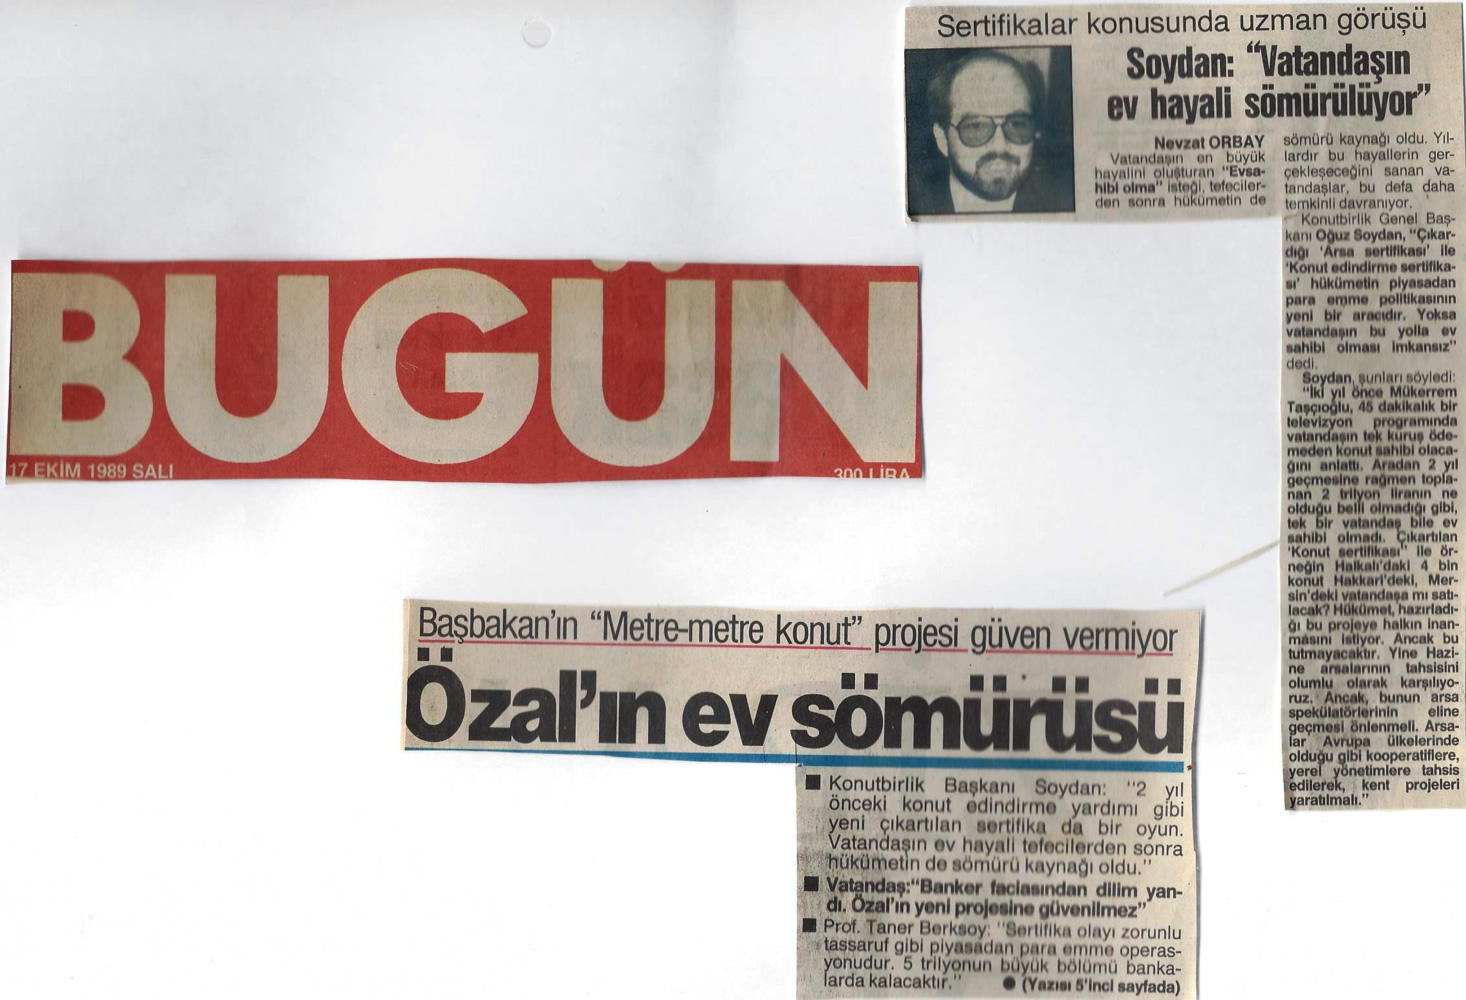 Sertifikalar konusunda uzman görüşü
Soydan: “Vatandaşın
ev hayali sömürülüyor”
Nevzat ORBAY
Vatandaşın en büyük
hayalini oluşturan “Evsa-
hibi olma” isteği, tefeciler-
den sonra hükümetin de
sömürü kaynağı oldu. Yıl-
lardır bu hayallerin ger-
çekleşeceğini sanan va-
tandaşlar, bu defa daha
temkinli davranıyor.
Konutbirlik Genel Baş-
kanı Oğuz Soydan, “Çıkar-
dığı ‘Arsa sertifikası’ ile
‘Konut edindirme sertifika-
sı’ hükümetin piyasadan
para emme politikasının
yeni bir aracıdır. Yoksa
vatandaşın bu yolla ev
sahibi olması imkansız”
dedi.
Soydan, şunları söyledi:
“İki yıl önce Mükerrem
Taşçıoğlu, 45 dakikalık bir
televizyon programında
vatandaşın tek kuruş öde-
meden konut sahibi olaca-
ğını anlattı. Aradan 2 yıl
geçmesine rağmen topla-
nan 2 trilyon liranın ne
olduğu belli olmadığı gibi,
tek bir vatandaş bile ev
sahibi olmadı. Çıkartılan
‘Konut sertifikası” ile ör-
neğin Halkalı’daki 4 bin
konut Hakkari’deki, Mer-
sin’deki vatandaşa mı satı-
lacak? Hükümet, hazırladı-
ğı bu projeye halkın inan-
masını istiyor. Ancak bu
tutmayacaktır. Yine Hazi-
ne arsalarının tahsisini
olumlu olarak karşılıyo-
ruz. Ancak, bunun arsa
spekülatörlerinin eline
geçmesi önlenmeli. Arsa-
lar Avrupa ülkelerinde
olduğu gibi kooperatiflere,
yerel yönetimlere tahsis
edilerek, kent projeleri
yaratılmalı.”
BUGÜN
17 EKİM 1989 SALI
300 LİRA
Başbakan’ın “Metre-metre konut” projesi güven vermiyor
Özal’ın ev sömürüsü
■ Konutbirlik Başkanı Soydan: “2 yıl
önceki konut edindirme yardımı gibi
yeni çıkartılan sertifika da bir oyun.
Vatandaşın ev hayali tefecilerden sonra
hükümetin de sömürü kaynağı oldu.”
■ Vatandaş:“Banker faciasından dilim yan-
dı. Özal’ın yeni projesine güvenilmez”
■ Prof. Taner Berksoy: “Sertifika olayı zorunlu
tassaruf gibi piyasadan para emme operas-
yonudur. 5 trilyonun büyük bölümü banka-
larda kalacaktır.” ● (Yazısı 5’inci sayfada)